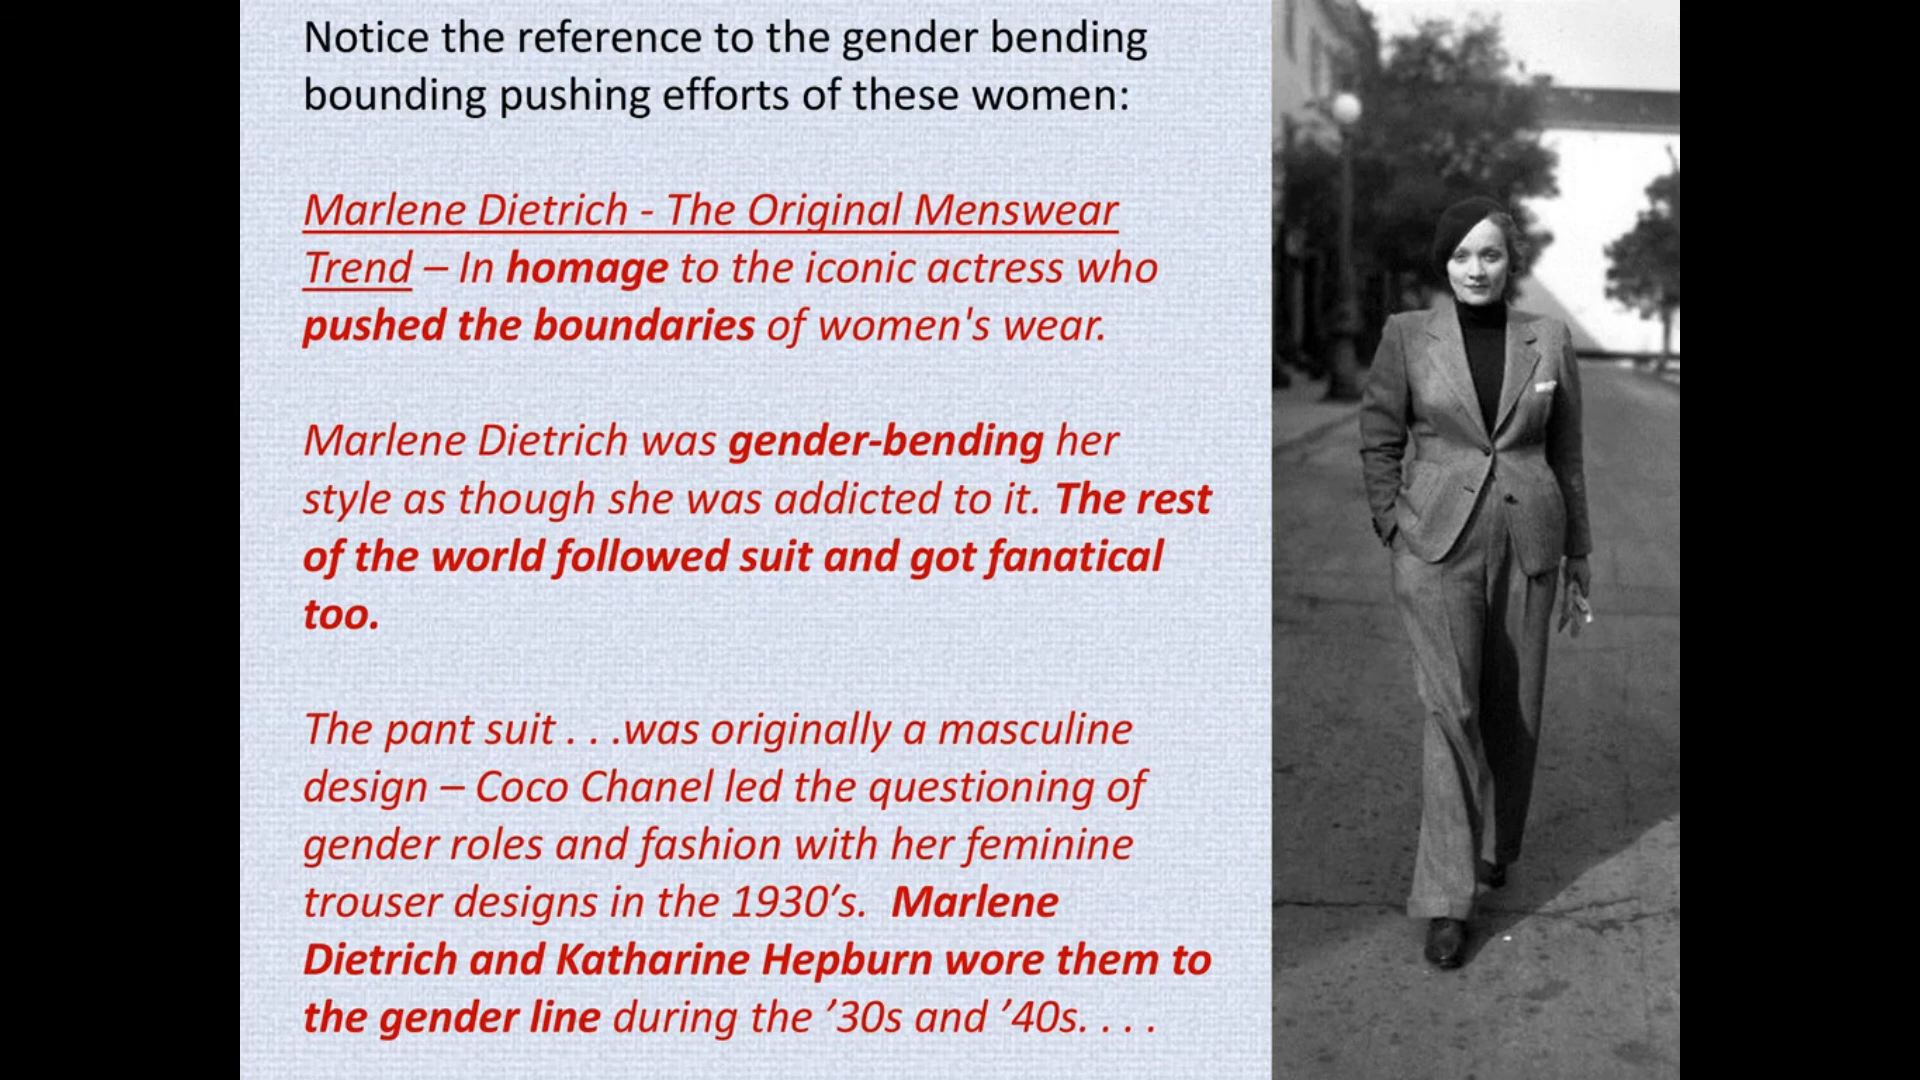 Notice the reference to the gender bending
bounding pushing efforts of these women:
Marlene Dietrich - The Original Menswear
Trend – In homage to the iconic actress who
pushed the boundaries of women's wear.
Marlene Dietrich was gender-bending her
style as though she was addicted to it. The rest
of the world followed suit and got fanatical
too.
The pant suit . . .was originally a masculine
design – Coco Chanel led the questioning of
gender roles and fashion with her feminine
trouser designs in the 1930’s. Marlene
Dietrich and Katharine Hepburn wore them to
the gender line during the ’30s and ’40s. . . .